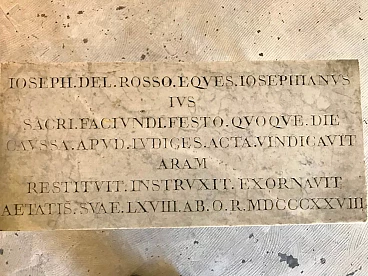 IOSEPH.DEL.ROSSO.EQVES.IOSEPHIANVS
IVS
SACRI.FACIVNDI.FESTO.QVOQVE.DIE
CAVSSA.APVD.IVDICES.ACTA.VINDICAVIT
ARAM
RESTITVIT.INSTRVXIT.EXORNAVIT
AETATIS.SVAE.LXVIII.AB.O.R.MDCCCXXVIII